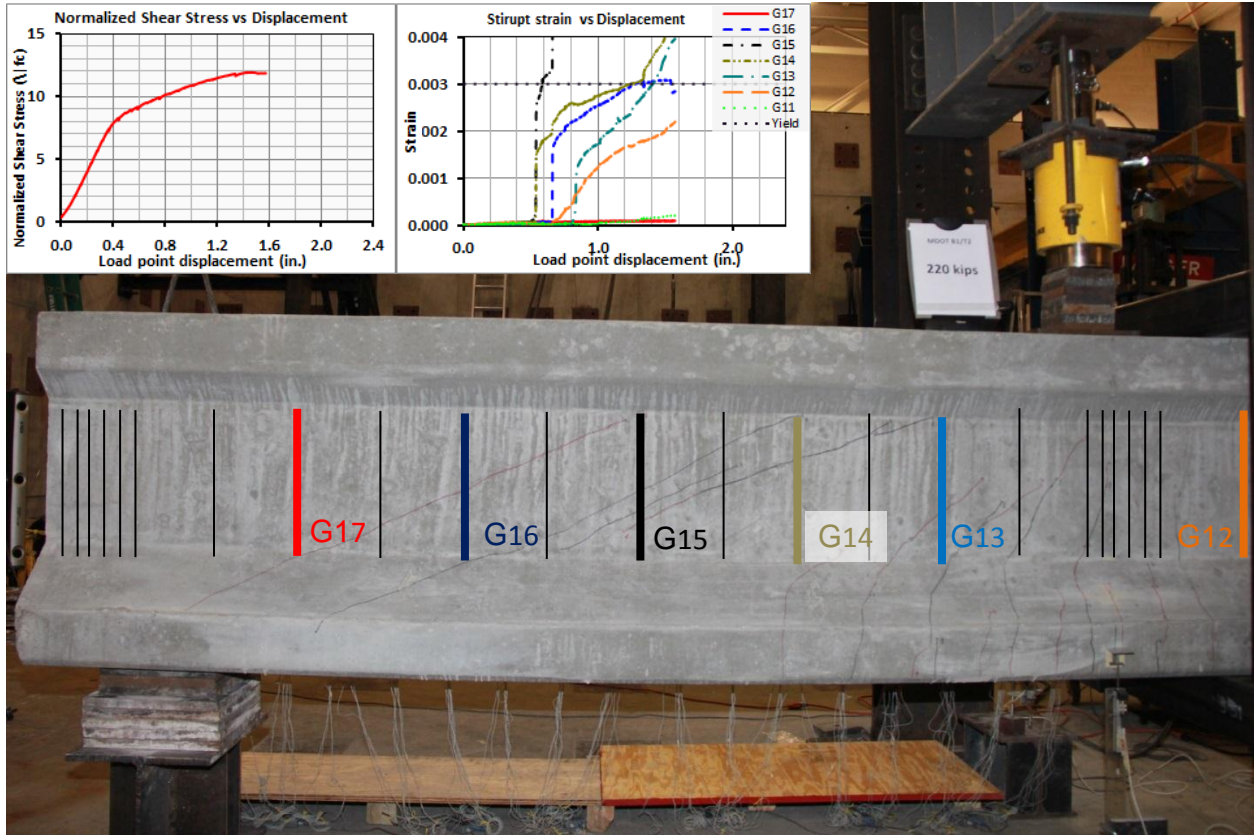 Normalized Shear Stress vs Displacement
Normalized Shear Stress (√ fc)
15
10
5
0
0.0 0.4 0.8 1.2 1.6 2.0 2.4
Load point displacement (in.)
Stirupt strain vs Displacement
Strain
0.004
0.003
0.002
0.001
0.000
0.0 1.0 2.0
Load point displacement (in.)
G17
G16
G15
G14
G13
G12
G11
Yield
MDOT B1/T2
220 kips
G17
G16
G15
G14
G13
G12